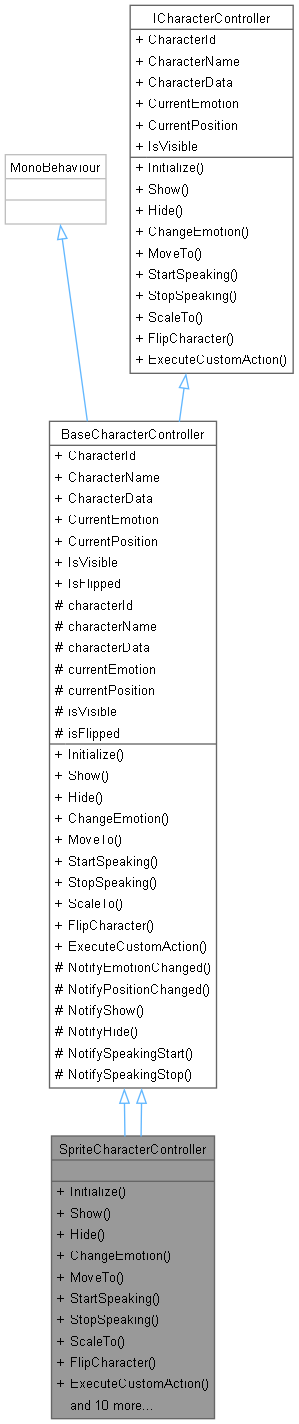 ICharacterController
+ CharacterId
+ CharacterName
+ CharacterData
+ CurrentEmotion
+ CurrentPosition
+ IsVisible
+ Initialize()
+ Show()
+ Hide()
+ ChangeEmotion()
+ MoveTo()
+ StartSpeaking()
+ StopSpeaking()
+ ScaleTo()
+ FlipCharacter()
+ ExecuteCustomAction()
MonoBehaviour
BaseCharacterController
+ CharacterId
+ CharacterName
+ CharacterData
+ CurrentEmotion
+ CurrentPosition
+ IsVisible
+ IsFlipped
# characterId
# characterName
# characterData
# currentEmotion
# currentPosition
# isVisible
# isFlipped
+ Initialize()
+ Show()
+ Hide()
+ ChangeEmotion()
+ MoveTo()
+ StartSpeaking()
+ StopSpeaking()
+ ScaleTo()
+ FlipCharacter()
+ ExecuteCustomAction()
# NotifyEmotionChanged()
# NotifyPositionChanged()
# NotifyShow()
# NotifyHide()
# NotifySpeakingStart()
# NotifySpeakingStop()
SpriteCharacterController
+ Initialize()
+ Show()
+ Hide()
+ ChangeEmotion()
+ MoveTo()
+ StartSpeaking()
+ StopSpeaking()
+ ScaleTo()
+ FlipCharacter()
+ ExecuteCustomAction()
and 10 more...